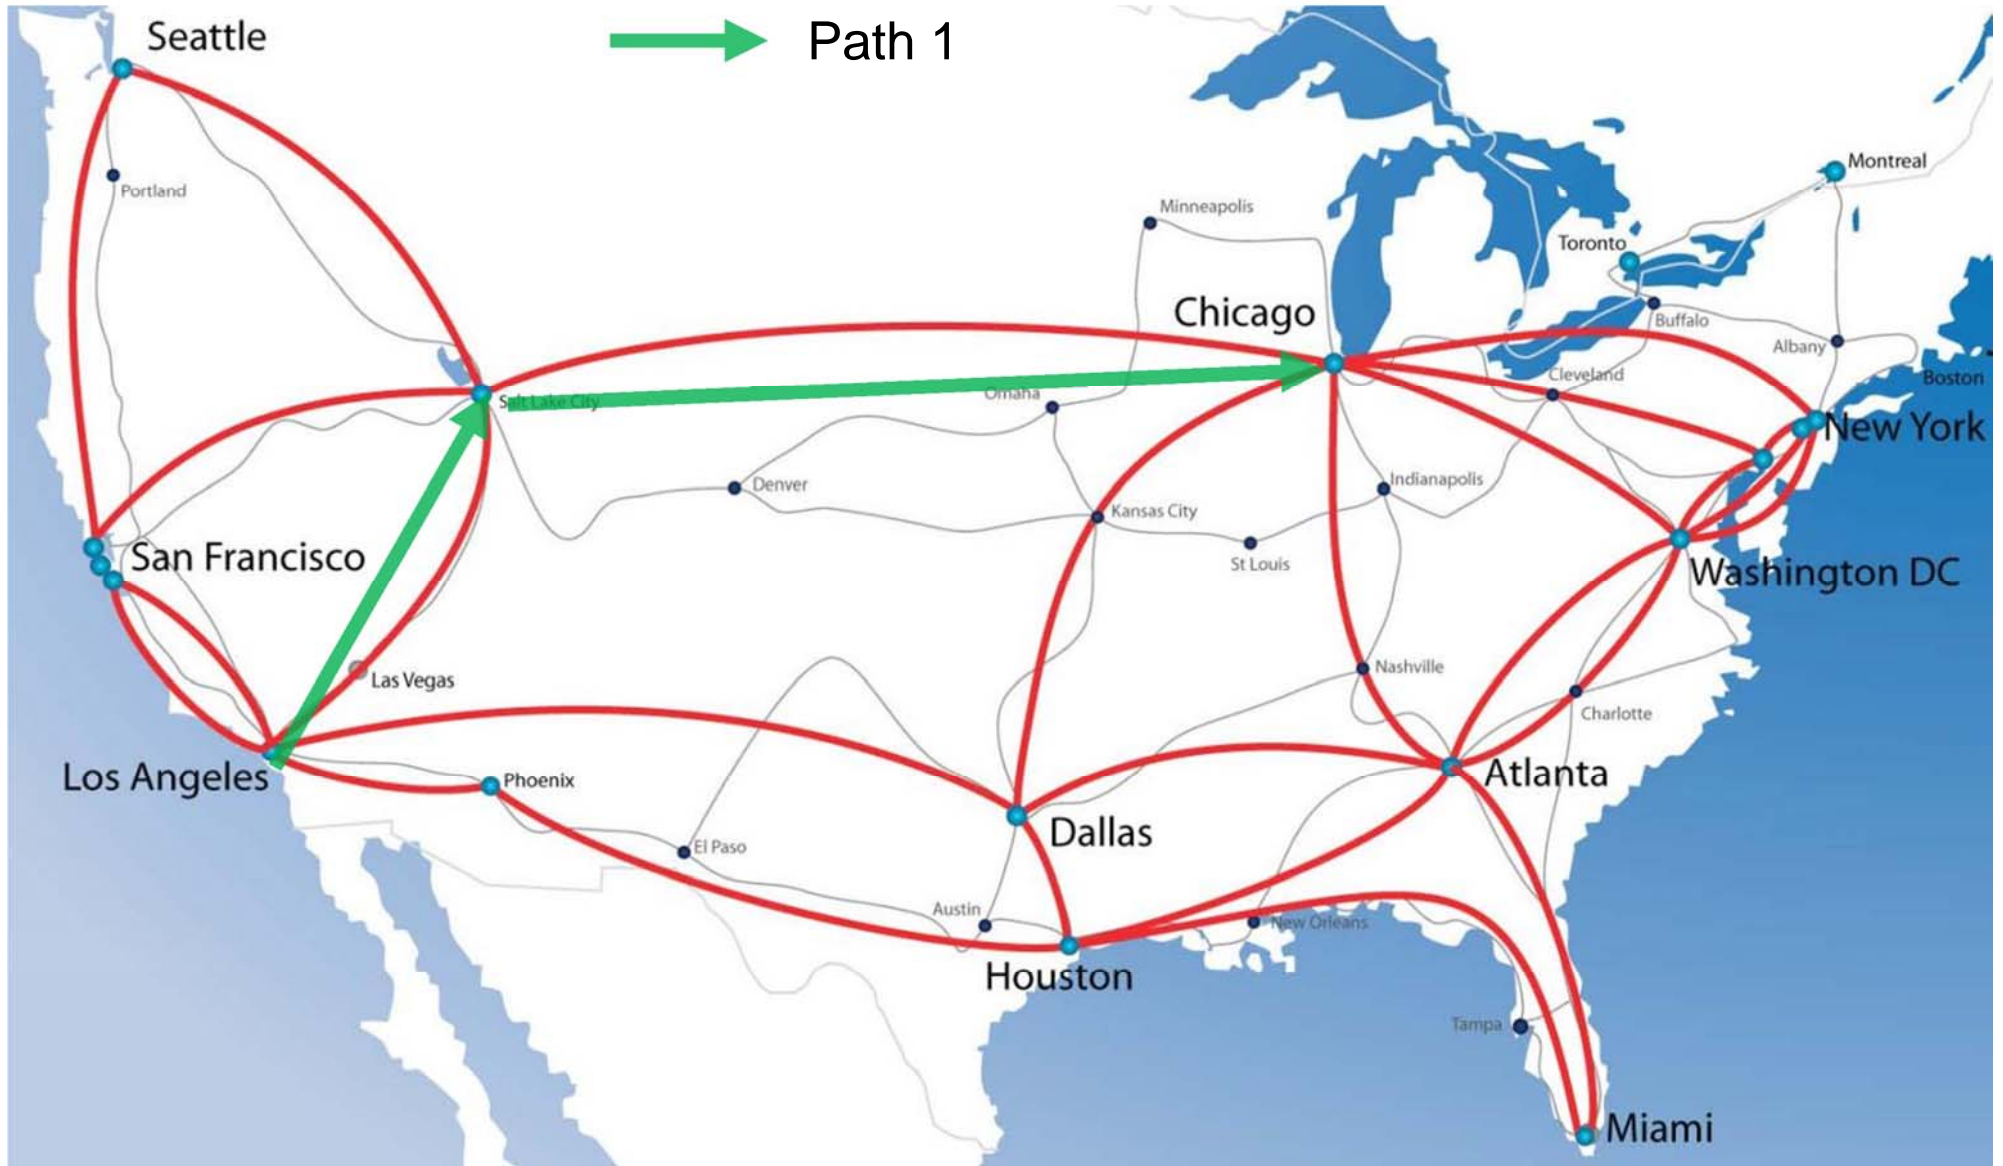 Seattle
Path 1
Portland
Montreal
Minneapolis
Toronto
Chicago
Buffalo
Albany
Boston
Cleveland
Salt Lake City
Omaha
New York
Denver
Indianapolis
Kansas City
San Francisco
St Louis
Washington DC
Las Vegas
Nashville
Charlotte
Los Angeles
Phoenix
Atlanta
Dallas
El Paso
Austin
New Orleans
Houston
Tampa
Miami